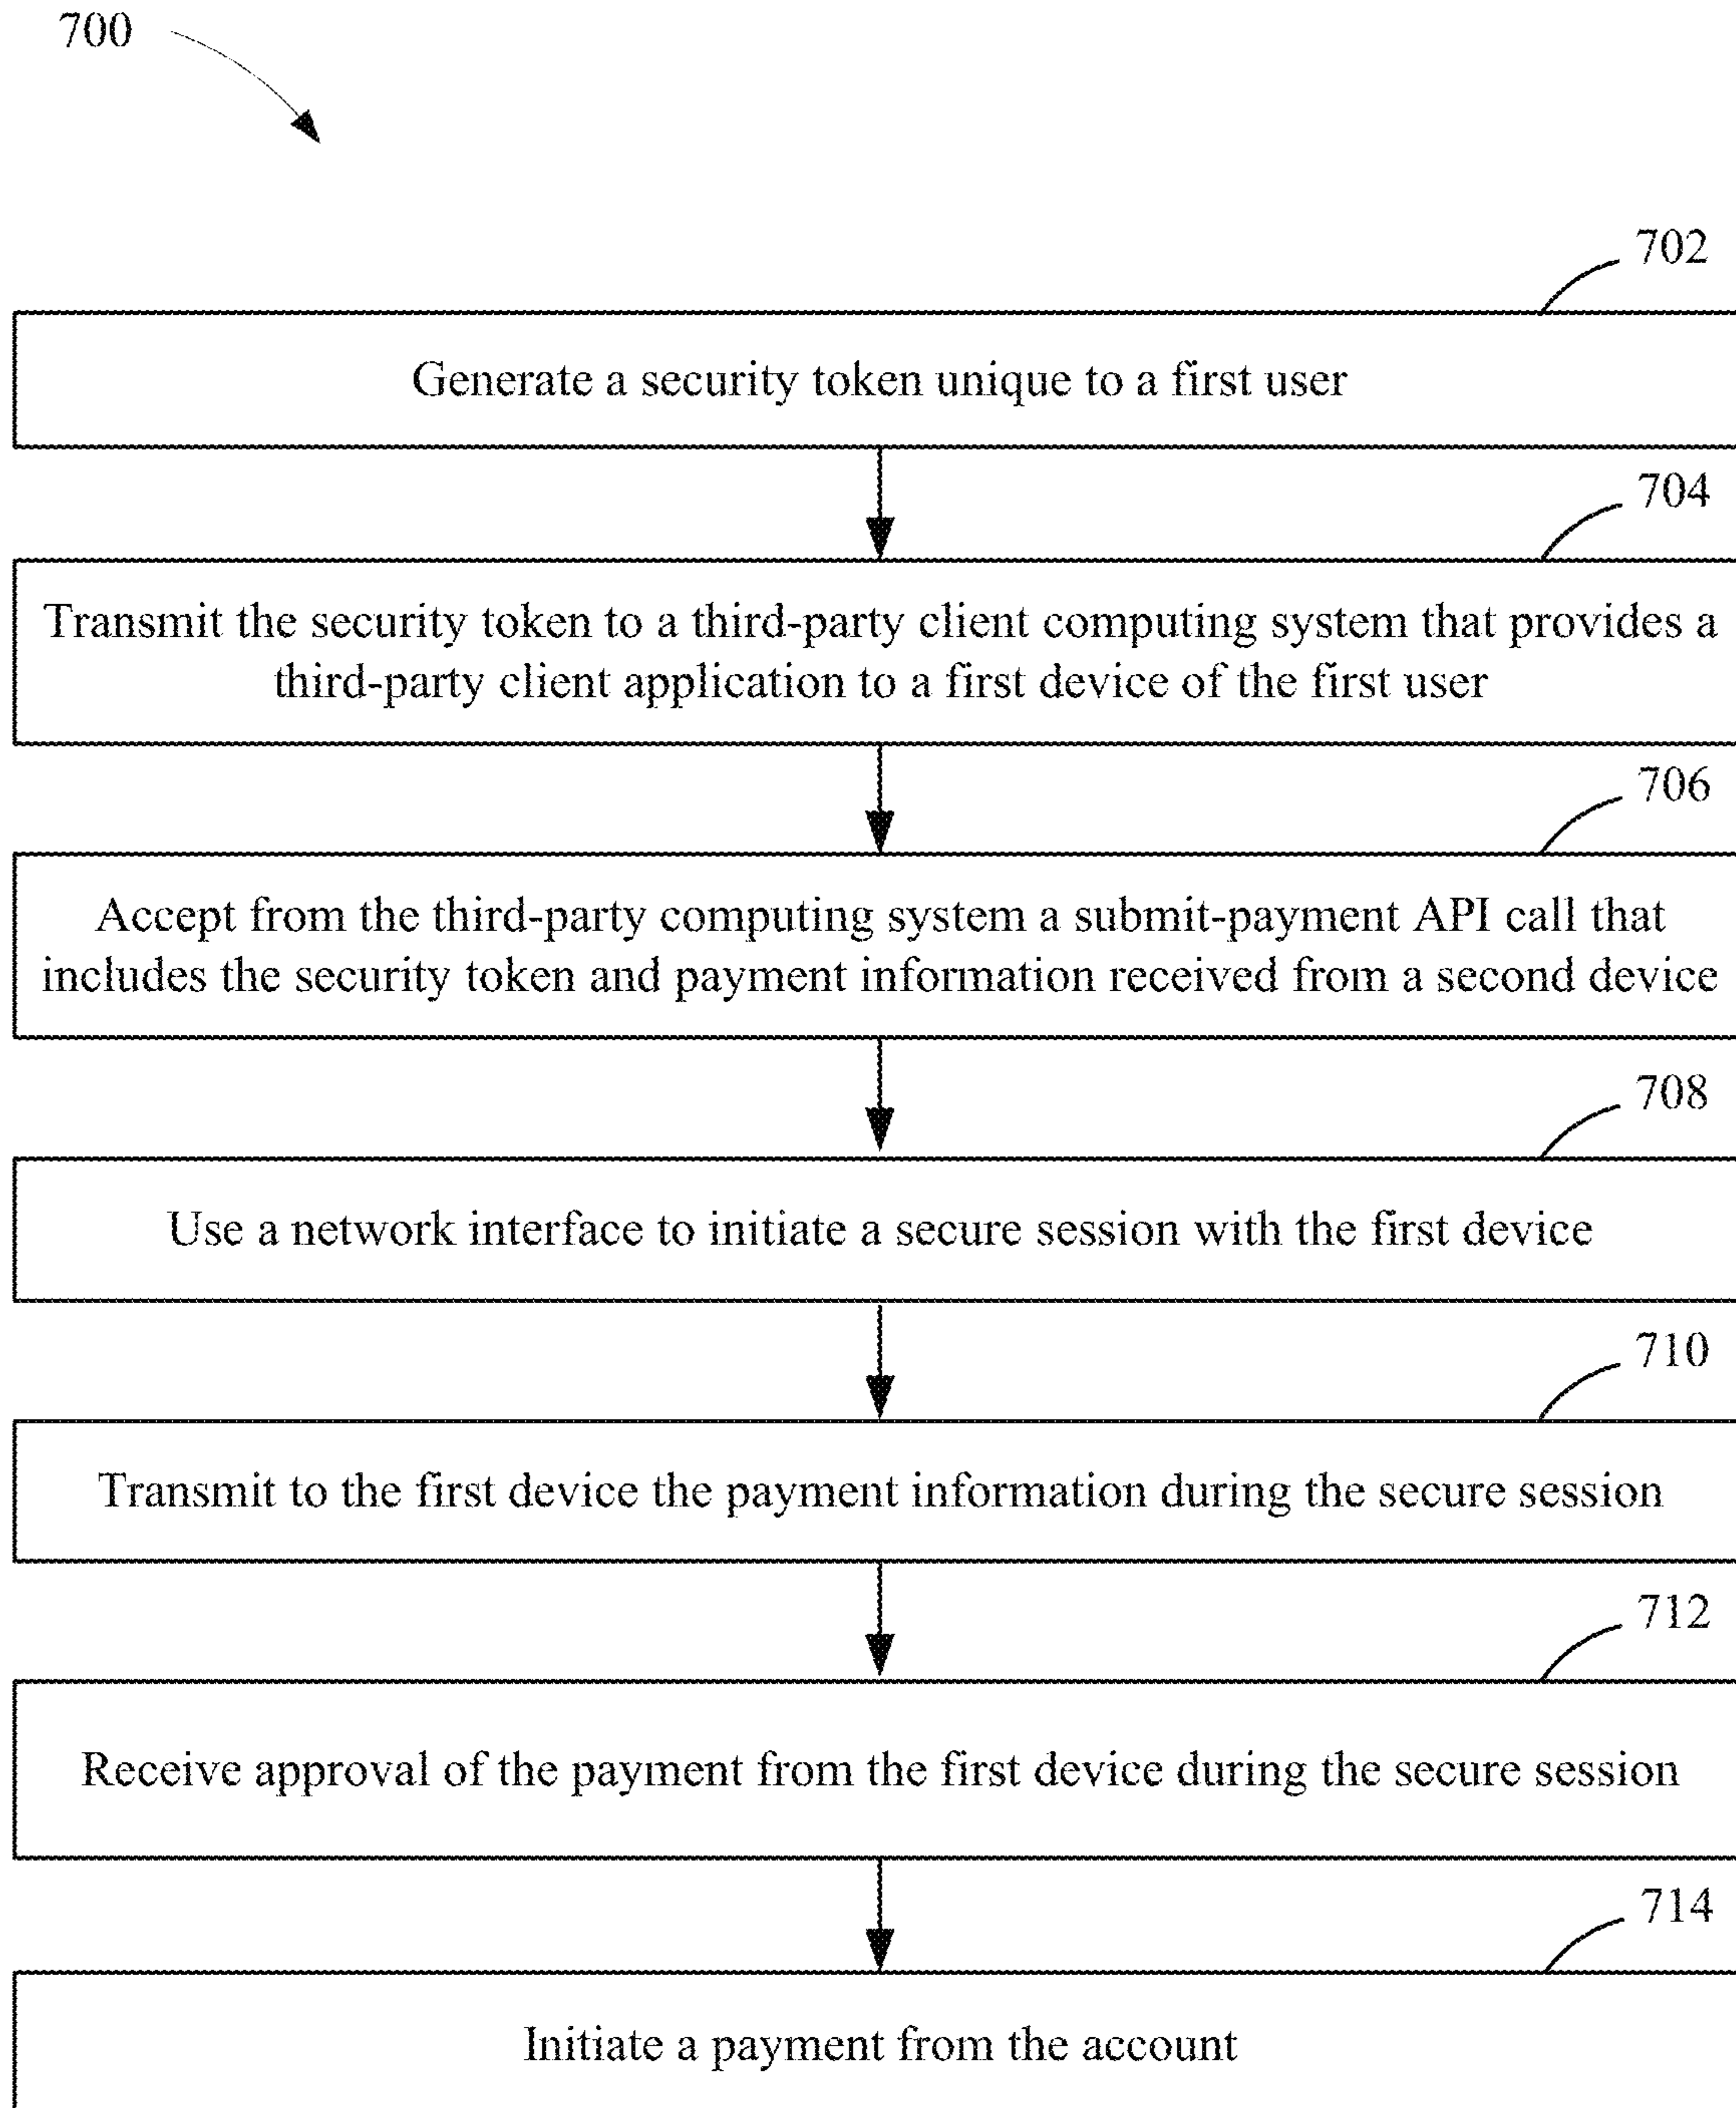 700
702
Generate a security token unique to a first user
704
Transmit the security token to a third-party client computing system that provides a
third-party client application to a first device of the first user
706
Accept from the third-party computing system a submit-payment API call that
includes the security token and payment information received from a second device
708
Use a network interface to initiate a secure session with the first device
710
Transmit to the first device the payment information during the secure session
712
Receive approval of the payment from the first device during the secure session
714
Initiate a payment from the account